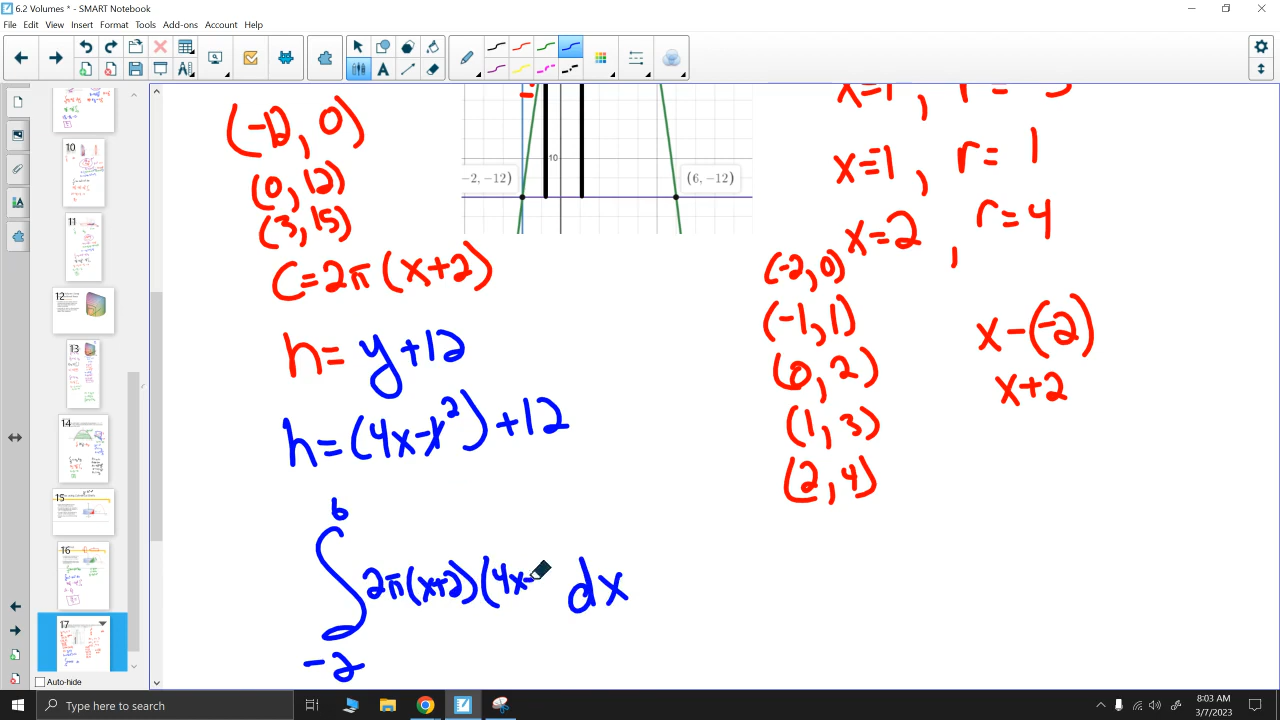 6.2 Volumes * - SMART Notebook
File Edit View Insert Format Tools Add-ons Account Help
(-12, 0)
(0, 12)
(3, 15)
C=2π(x+2)
h= y+12
h=(4x-x²)+12
∫ 6 -2 2π(x+2)(4x- dx
10
-2, -12)
(6, -12)
x=1, r=
x=1, r= 1
x=2, r=4
(-2, 0)
(-1, 1)
(0, 2)
(1, 3)
(2, 4)
x-(-2)
x+2
10
11
12
13
14
15
16
17
Auto-hide
Type here to search
8:03 AM
3/7/2023